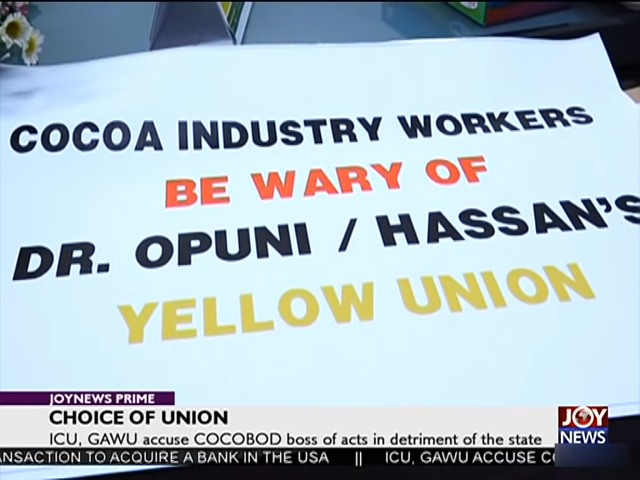 COCOA INDUSTRY WORKERS
BE WARY OF
DR. OPUNI / HASSAN'S
YELLOW UNION
JOYNEWS PRIME
CHOICE OF UNION
ICU, GAWU accuse COCOBOD boss of acts in detriment of the state
JOY
NEWS
TO ACQUIRE A BANK IN THE USA || ICU, GAWU ACCUSE